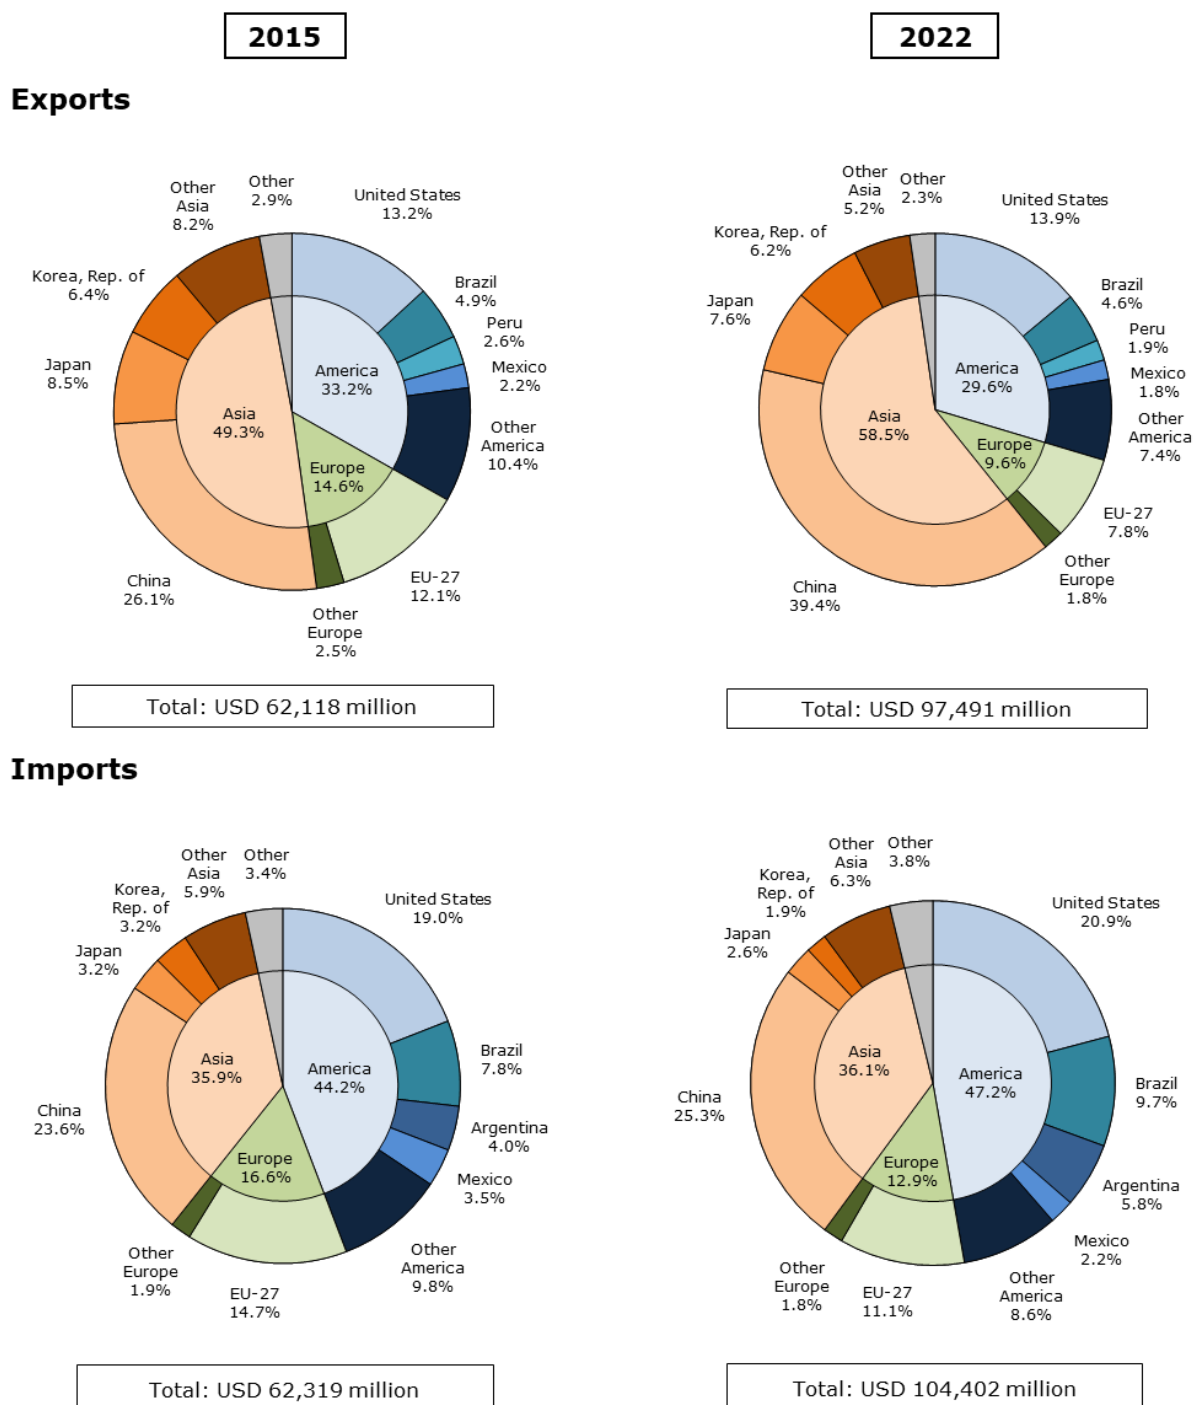 2015
2022
Exports
Other
2.9%
United States
13.2%
Brazil
4.9%
Peru
2.6%
Mexico
2.2%
Other
America
10.4%
EU-27
12.1%
Other
Europe
2.5%
China
26.1%
Japan
8.5%
Korea, Rep. of
6.4%
Other
Asia
8.2%
America
33.2%
Europe
14.6%
Asia
49.3%
Total: USD 62,118 million
Other
2.3%
United States
13.9%
Brazil
4.6%
Peru
1.9%
Mexico
1.8%
Other
America
7.4%
EU-27
7.8%
Other
Europe
1.8%
China
39.4%
Japan
7.6%
Korea, Rep. of
6.2%
Other
Asia
5.2%
America
29.6%
Europe
9.6%
Asia
58.5%
Total: USD 97,491 million
Imports
Other
3.4%
United States
19.0%
Brazil
7.8%
Argentina
4.0%
Mexico
3.5%
Other
America
9.8%
EU-27
14.7%
Other
Europe
1.9%
China
23.6%
Japan
3.2%
Korea,
Rep. of
3.2%
Other
Asia
5.9%
America
44.2%
Europe
16.6%
Asia
35.9%
Total: USD 62,319 million
Other
3.8%
United States
20.9%
Brazil
9.7%
Argentina
5.8%
Mexico
2.2%
Other
America
8.6%
EU-27
11.1%
Other
Europe
1.8%
China
25.3%
Japan
2.6%
Korea,
Rep. of
1.9%
Other
Asia
6.3%
America
47.2%
Europe
12.9%
Asia
36.1%
Total: USD 104,402 million